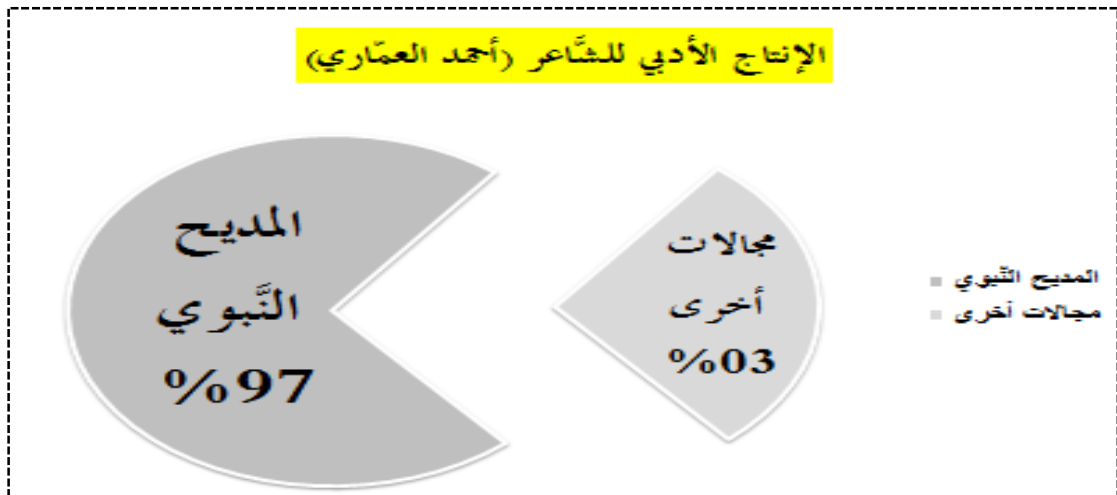 الإنتاج الأدبي للشَّاعر (أحمد العمّاري)
المديح
النَّبوي
%97
مجالات
أخرى
%03
المديح النّبوي
مجالات أخرى